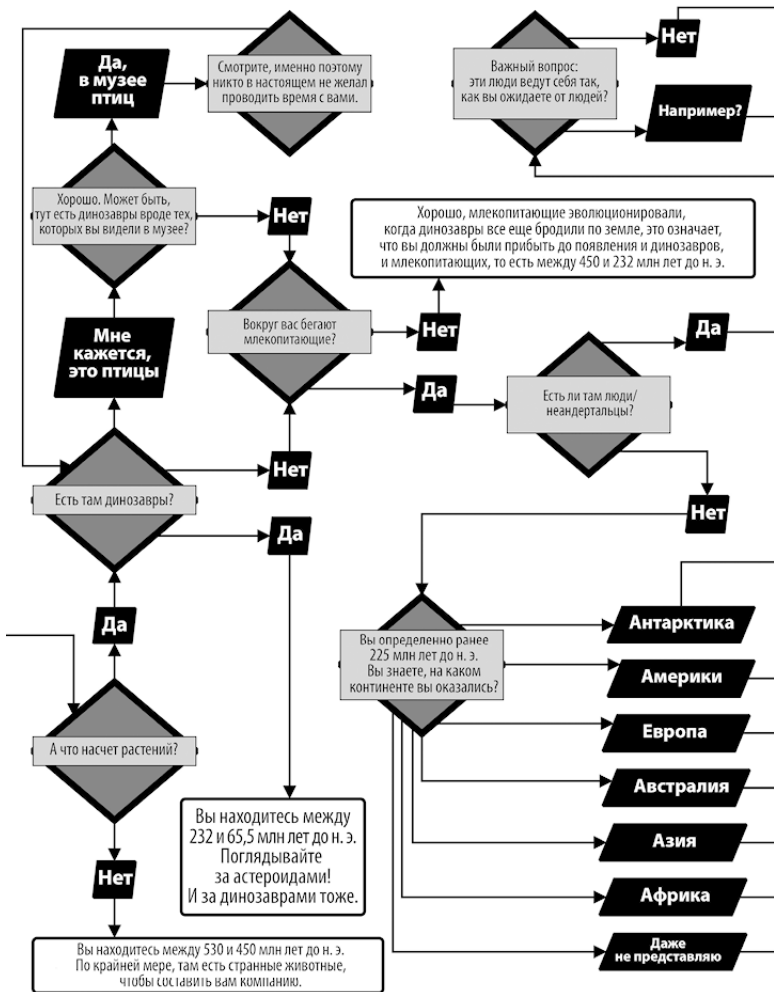 Да,
в музее
птиц
Смотрите, именно поэтому
никто в настоящем не желал
проводить время с вами.
Важный вопрос:
эти люди ведут себя так,
как вы ожидаете от людей?
Нет
Например?
Хорошо. Может быть,
тут есть динозавры вроде тех,
которых вы видели в музее?
Нет
Хорошо, млекопитающие эволюционировали,
когда динозавры все еще бродили по земле, это означает,
что вы должны были прибыть до появления и динозавров,
и млекопитающих, то есть между 450 и 232 млн лет до н. э.
Мне
кажется,
это птицы
Вокруг вас бегают
млекопитающие?
Нет
Да
Да
Есть ли там люди/
неандертальцы?
Есть там динозавры?
Нет
Да
Нет
Да
Вы определенно ранее
225 млн лет до н. э.
Вы знаете, на каком
континенте вы оказались?
Антарктика
Америки
Европа
Австралия
Азия
Африка
Даже
не представляю
А что насчет растений?
Вы находитесь между
232 и 65,5 млн лет до н. э.
Поглядывайте
за астероидами!
И за динозаврами тоже.
Нет
Вы находитесь между 530 и 450 млн лет до н. э.
По крайней мере, там есть странные животные,
чтобы составить вам компанию.